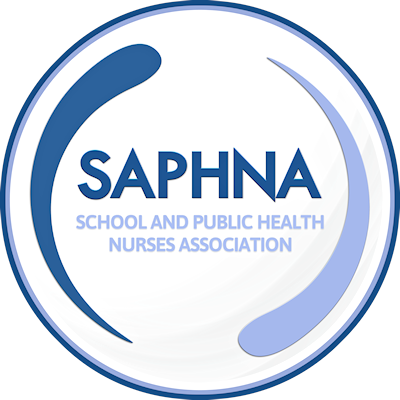 SAPHNA
SCHOOL AND PUBLIC HEALTH
NURSES ASSOCIATION